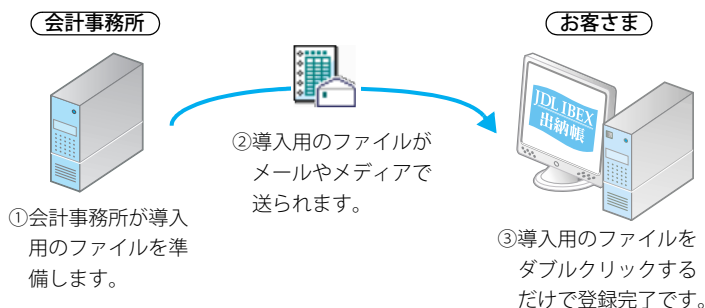 会計事務所
お客さま
JDL IBEX
出納帳
②導入用のファイルが
メールやメディアで
送られます。
①会計事務所が導入
用のファイルを準
備します。
③導入用のファイルを
ダブルクリックする
だけで登録完了です。